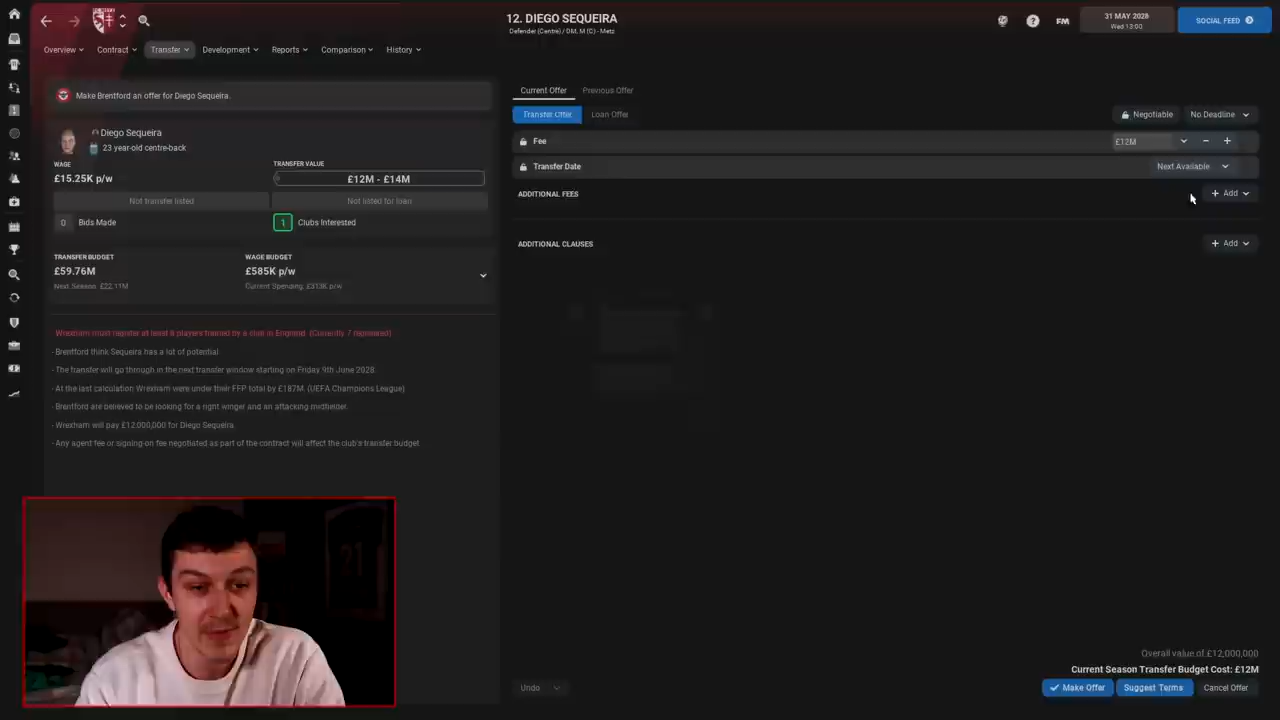 12. DIEGO SEQUEIRA
Defender (Centre) / DM, M (C) - Metz
FM
31 MAY 2028
Wed 13:00
SOCIAL FEED
Overview
Contract
Transfer
Development
Reports
Comparison
History
Make Brentford an offer for Diego Sequeira.
Diego Sequeira
23 year-old centre-back
WAGE
£15.25K p/w
TRANSFER VALUE
£12M - £14M
Not transfer listed
Not listed for loan
0 Bids Made
1 Clubs Interested
TRANSFER BUDGET
£59.76M
Next Season: £22.11M
WAGE BUDGET
£585K p/w
Current Spending: £313K p/w
- Wrexham must register at least 8 players trained by a club in England. (Currently 7 registered)
- Brentford think Sequeira has a lot of potential
- The transfer will go through in the next transfer window starting on Friday 9th June 2028.
- At the last calculation Wrexham were under their FFP total by £187M. (UEFA Champions League)
- Brentford are believed to be looking for a right winger and an attacking midfielder.
- Wrexham will pay £12,000,000 for Diego Sequeira
- Any agent fee or signing-on fee negotiated as part of the contract will affect the club's transfer budget
Current Offer
Previous Offer
Transfer Offer
Loan Offer
Negotiable
No Deadline
Fee
£12M
Transfer Date
Next Available
ADDITIONAL FEES
Add
ADDITIONAL CLAUSES
Add
21
Overall value of £12,000,000
Current Season Transfer Budget Cost: £12M
Undo
Make Offer
Suggest Terms
Cancel Offer